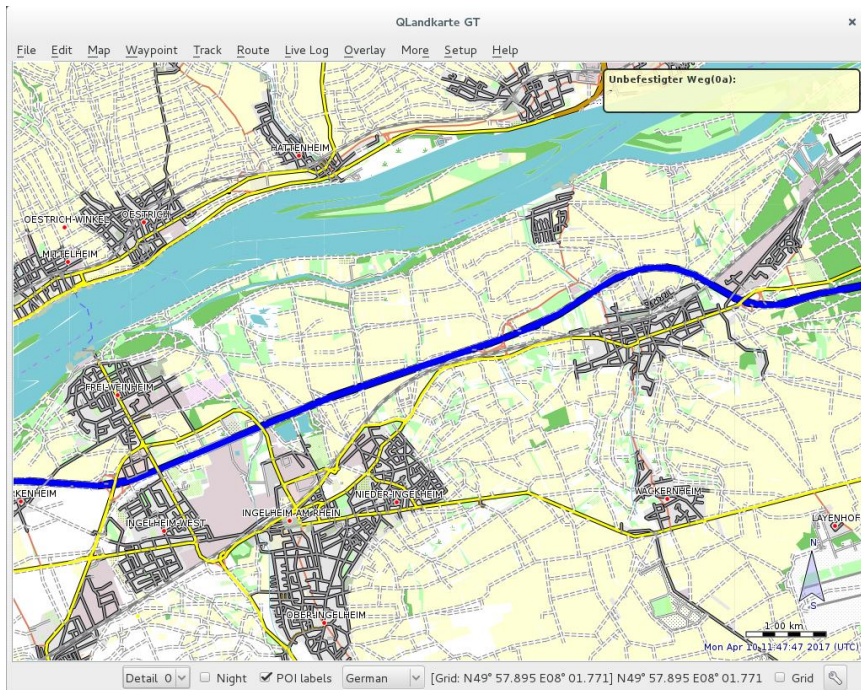 QLandkarte GT
File Edit Map Waypoint Track Route Live Log Overlay More Setup Help
Unbefestigter Weg(0a):
-
HATTENHEIM
OESTRICH-WINKEL
OESTRICH
MITTELHEIM
FREI-WEINHEIM
NIEDER-INGELHEIM
WACKERNHEIM
INGELHEIM AM RHEIN
INGELHEIM-WEST
LAYENHOF
N
S
OBER-INGELHEIM
1.00 km
Mon Apr 10 11:47:47 2017 (UTC)
Detail 0 Night POI labels German [Grid: N49° 57.895 E08° 01.771] N49° 57.895 E08° 01.771 Grid